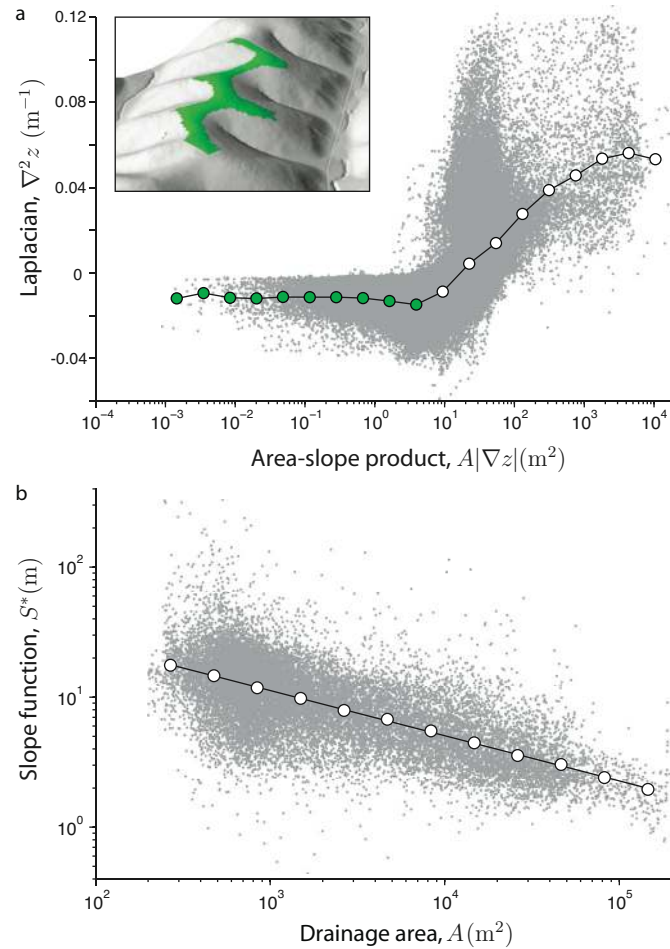 a
0.12
0.08
0.04
0
-0.04
Laplacian, ∇²z (m⁻¹)
10⁻⁴ 10⁻³ 10⁻² 10⁻¹ 10⁰ 10¹ 10² 10³ 10⁴
Area-slope product, A|∇z|(m²)
b
10²
10¹
10⁰
Slope function, S*(m)
10² 10³ 10⁴ 10⁵
Drainage area, A(m²)